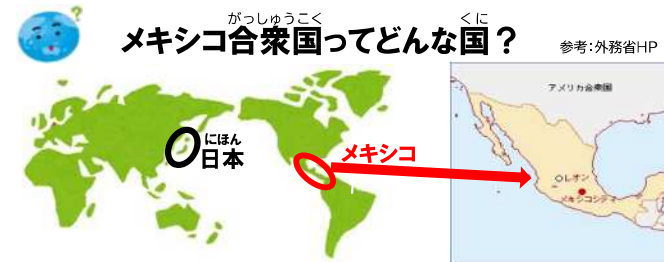 ?
がっしゅうこく くに
メキシコ合衆国ってどんな国？ 参考：外務省HP
アメリカ合衆国
にほん
日本
メキシコ
レオン
メキシコシティ